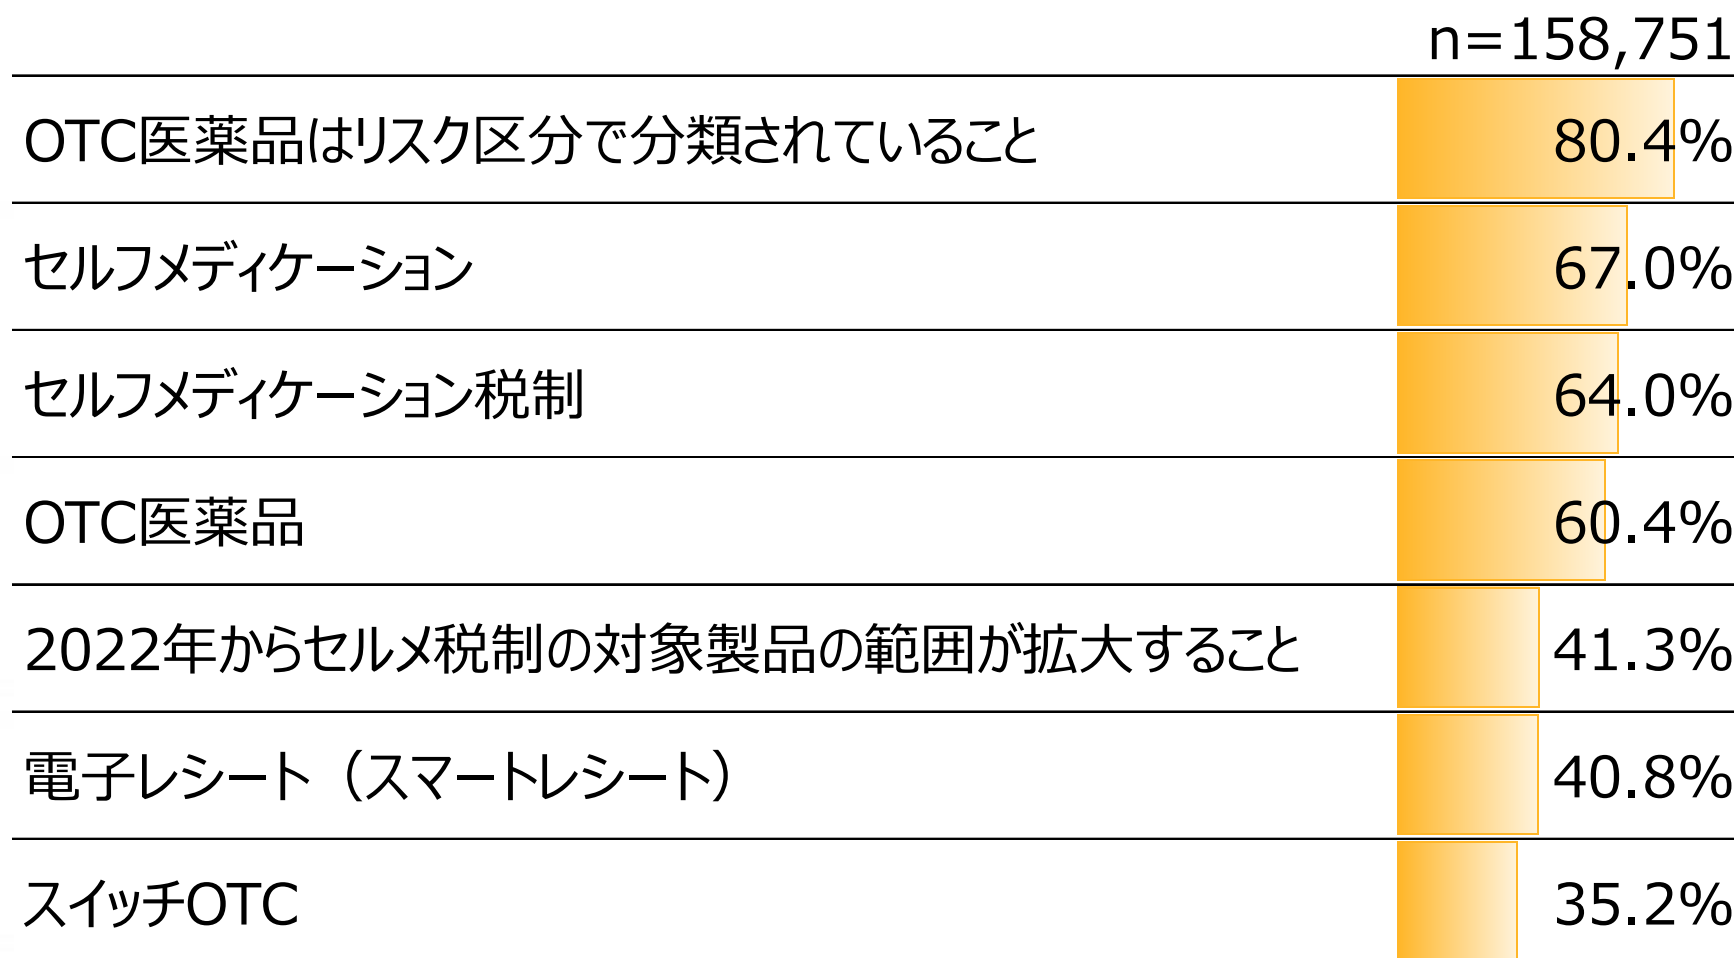 n=158,751
OTC医薬品はリスク区分で分類されていること 80.4%
セルフメディケーション 67.0%
セルフメディケーション税制 64.0%
OTC医薬品 60.4%
2022年からセルメ税制の対象製品の範囲が拡大すること 41.3%
電子レシート（スマートレシート） 40.8%
スイッチOTC 35.2%